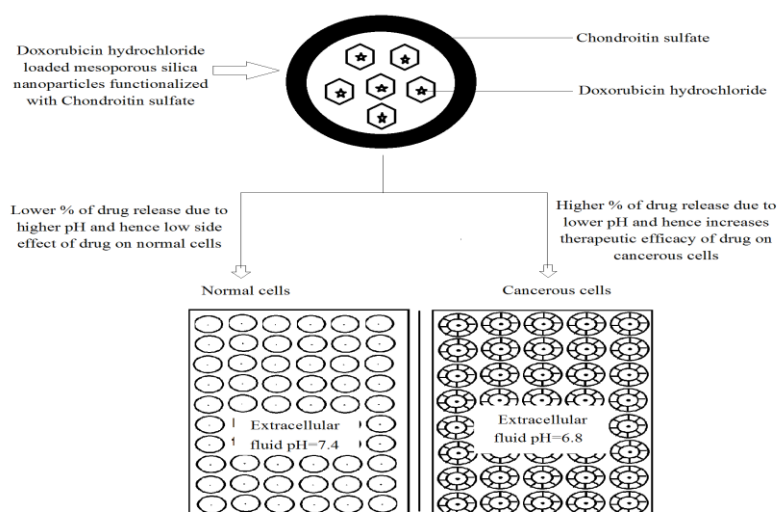 Doxorubicin hydrochloride
loaded mesoporous silica
nanoparticles functionalized
with Chondroitin sulfate
Chondroitin sulfate
Doxorubicin hydrochloride
Lower % of drug release due to
higher pH and hence low side
effect of drug on normal cells
Higher % of drug release due to
lower pH and hence increases
therapeutic efficacy of drug on
cancerous cells
Normal cells
Cancerous cells
Extracellular
fluid pH=7.4
Extracellular
fluid pH=6.8